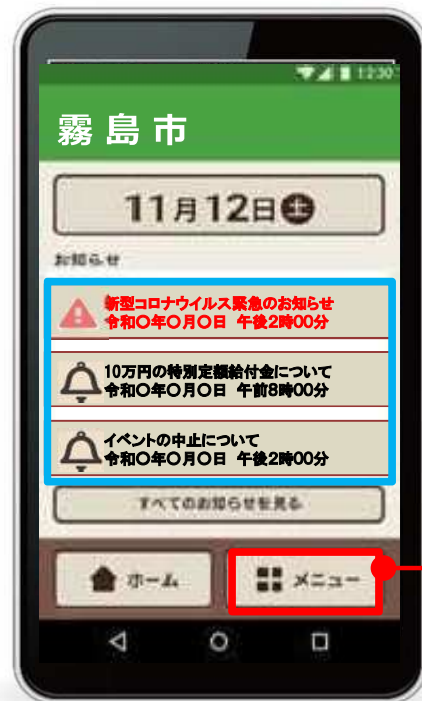 12:30
霧島市
11月12日土
お知らせ
新型コロナウイルス緊急のお知らせ
令和〇年〇月〇日 午後2時00分
10万円の特別定額給付金について
令和〇年〇月〇日 午前8時00分
イベントの中止について
令和〇年〇月〇日 午後2時00分
すべてのお知らせを見る
ホーム メニュー